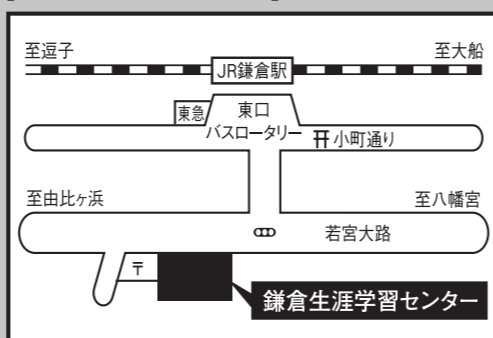 至逗子
至大船
JR鎌倉駅
東急
東口
バスロータリー
小町通り
至由比ヶ浜
至八幡宮
若宮大路
〒
鎌倉生涯学習センター